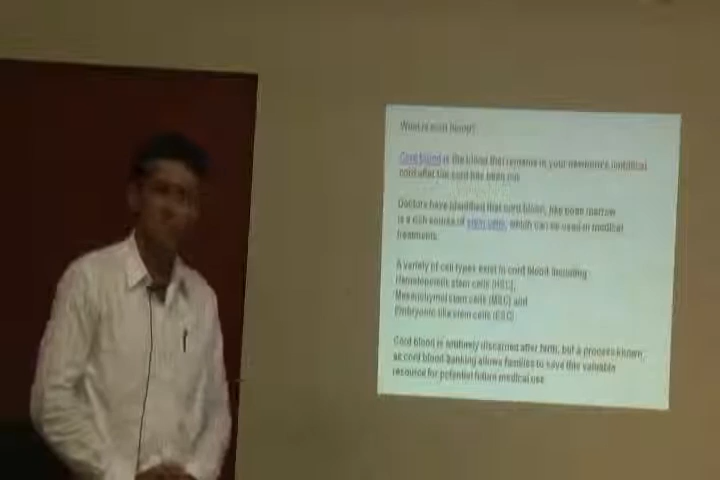 What is cord blood?
Cord blood is the blood that remains in your newborn's umbilical
cord after the cord has been cut
Doctors have identified that cord blood, like bone marrow
is a rich source of stem cells, which can be used in medical
treatments.
A variety of cell types exist in cord blood including
Hematopoietic stem cells (HSC),
Mesenchymal stem cells (MSC) and
Embryonic-like stem cells (ESC)
Cord blood is routinely discarded after birth, but a process known
as cord blood banking allows families to save this valuable
resource for potential future medical use